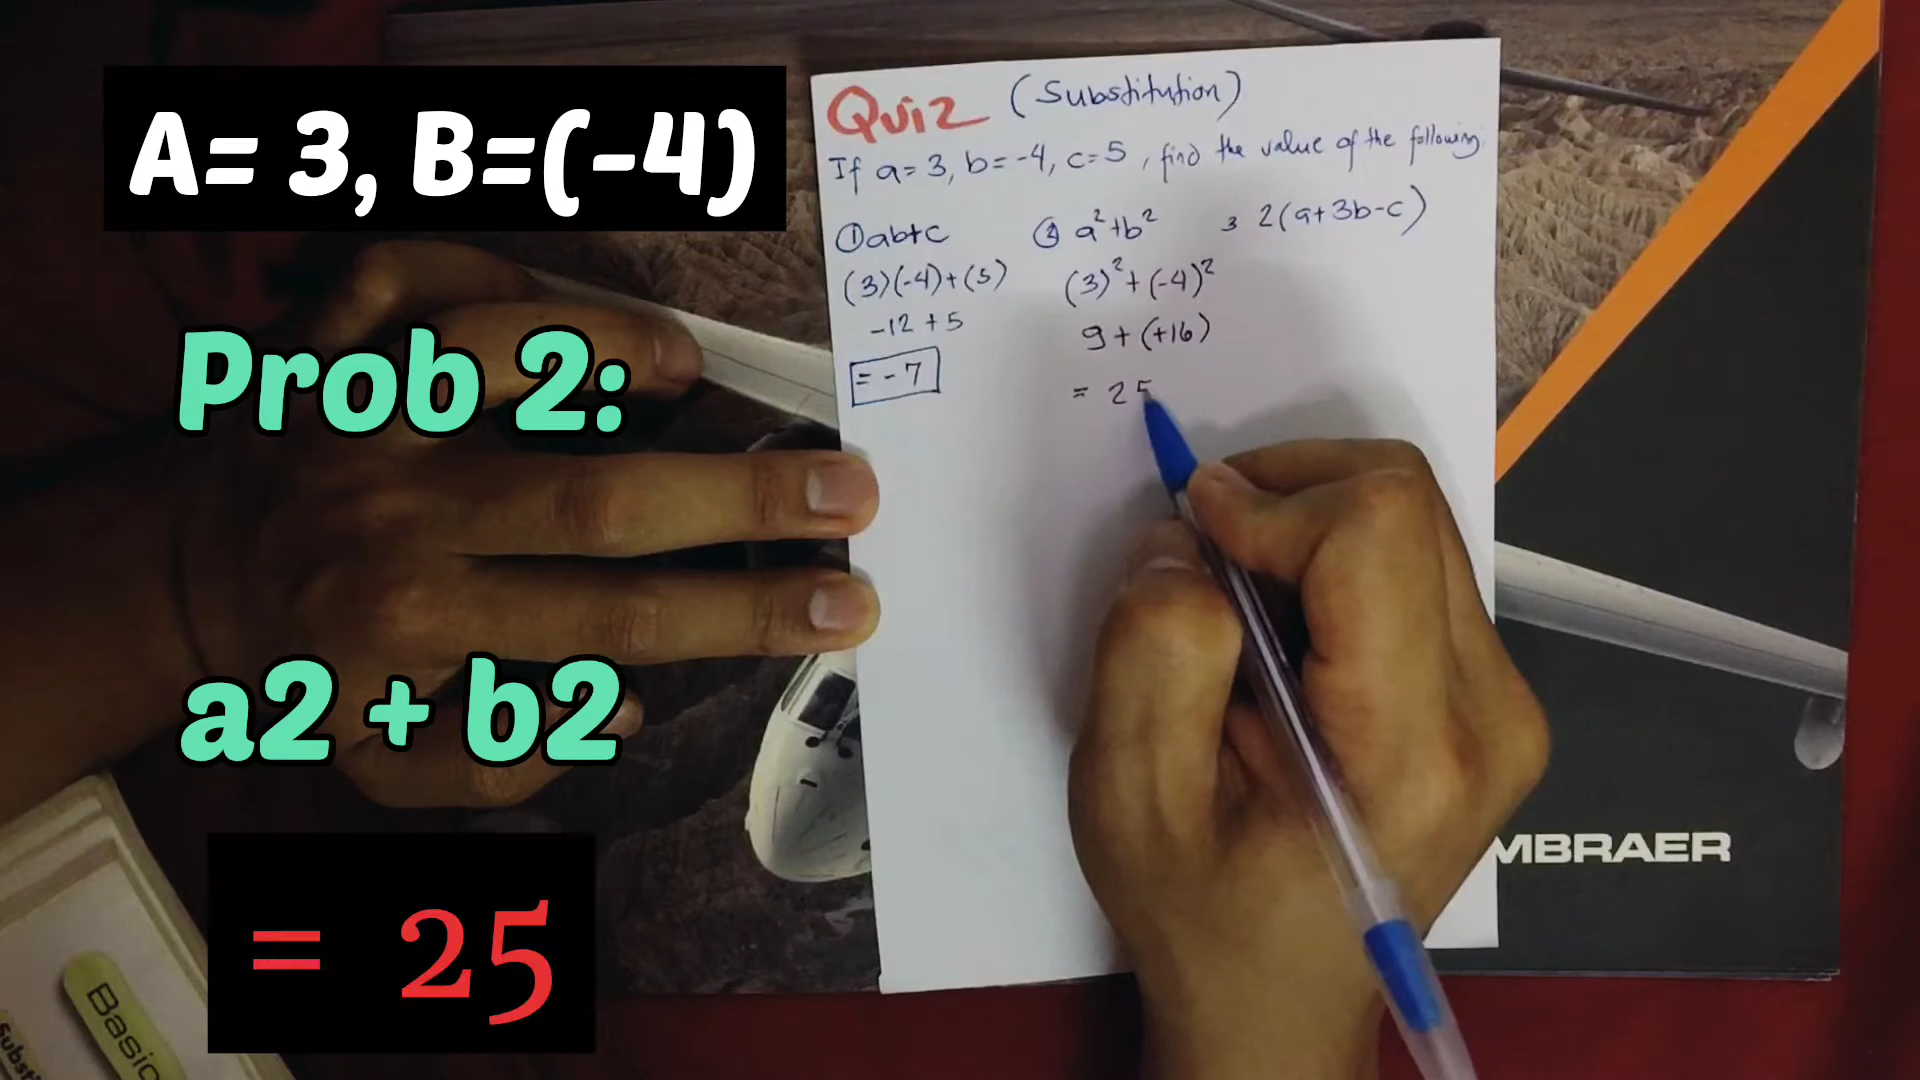 A= 3, B=(-4)
Prob 2:
a2 + b2
= 25
Quiz (Substitution)
If a=3, b=-4, c=5, find the value of the following:
① ab+c
(3)(-4)+(5)
-12 +5
= -7
② a²+b²
(3)²+(-4)²
9+(+16)
= 25
3 2(a+3b-c)
MBRAER
Basic